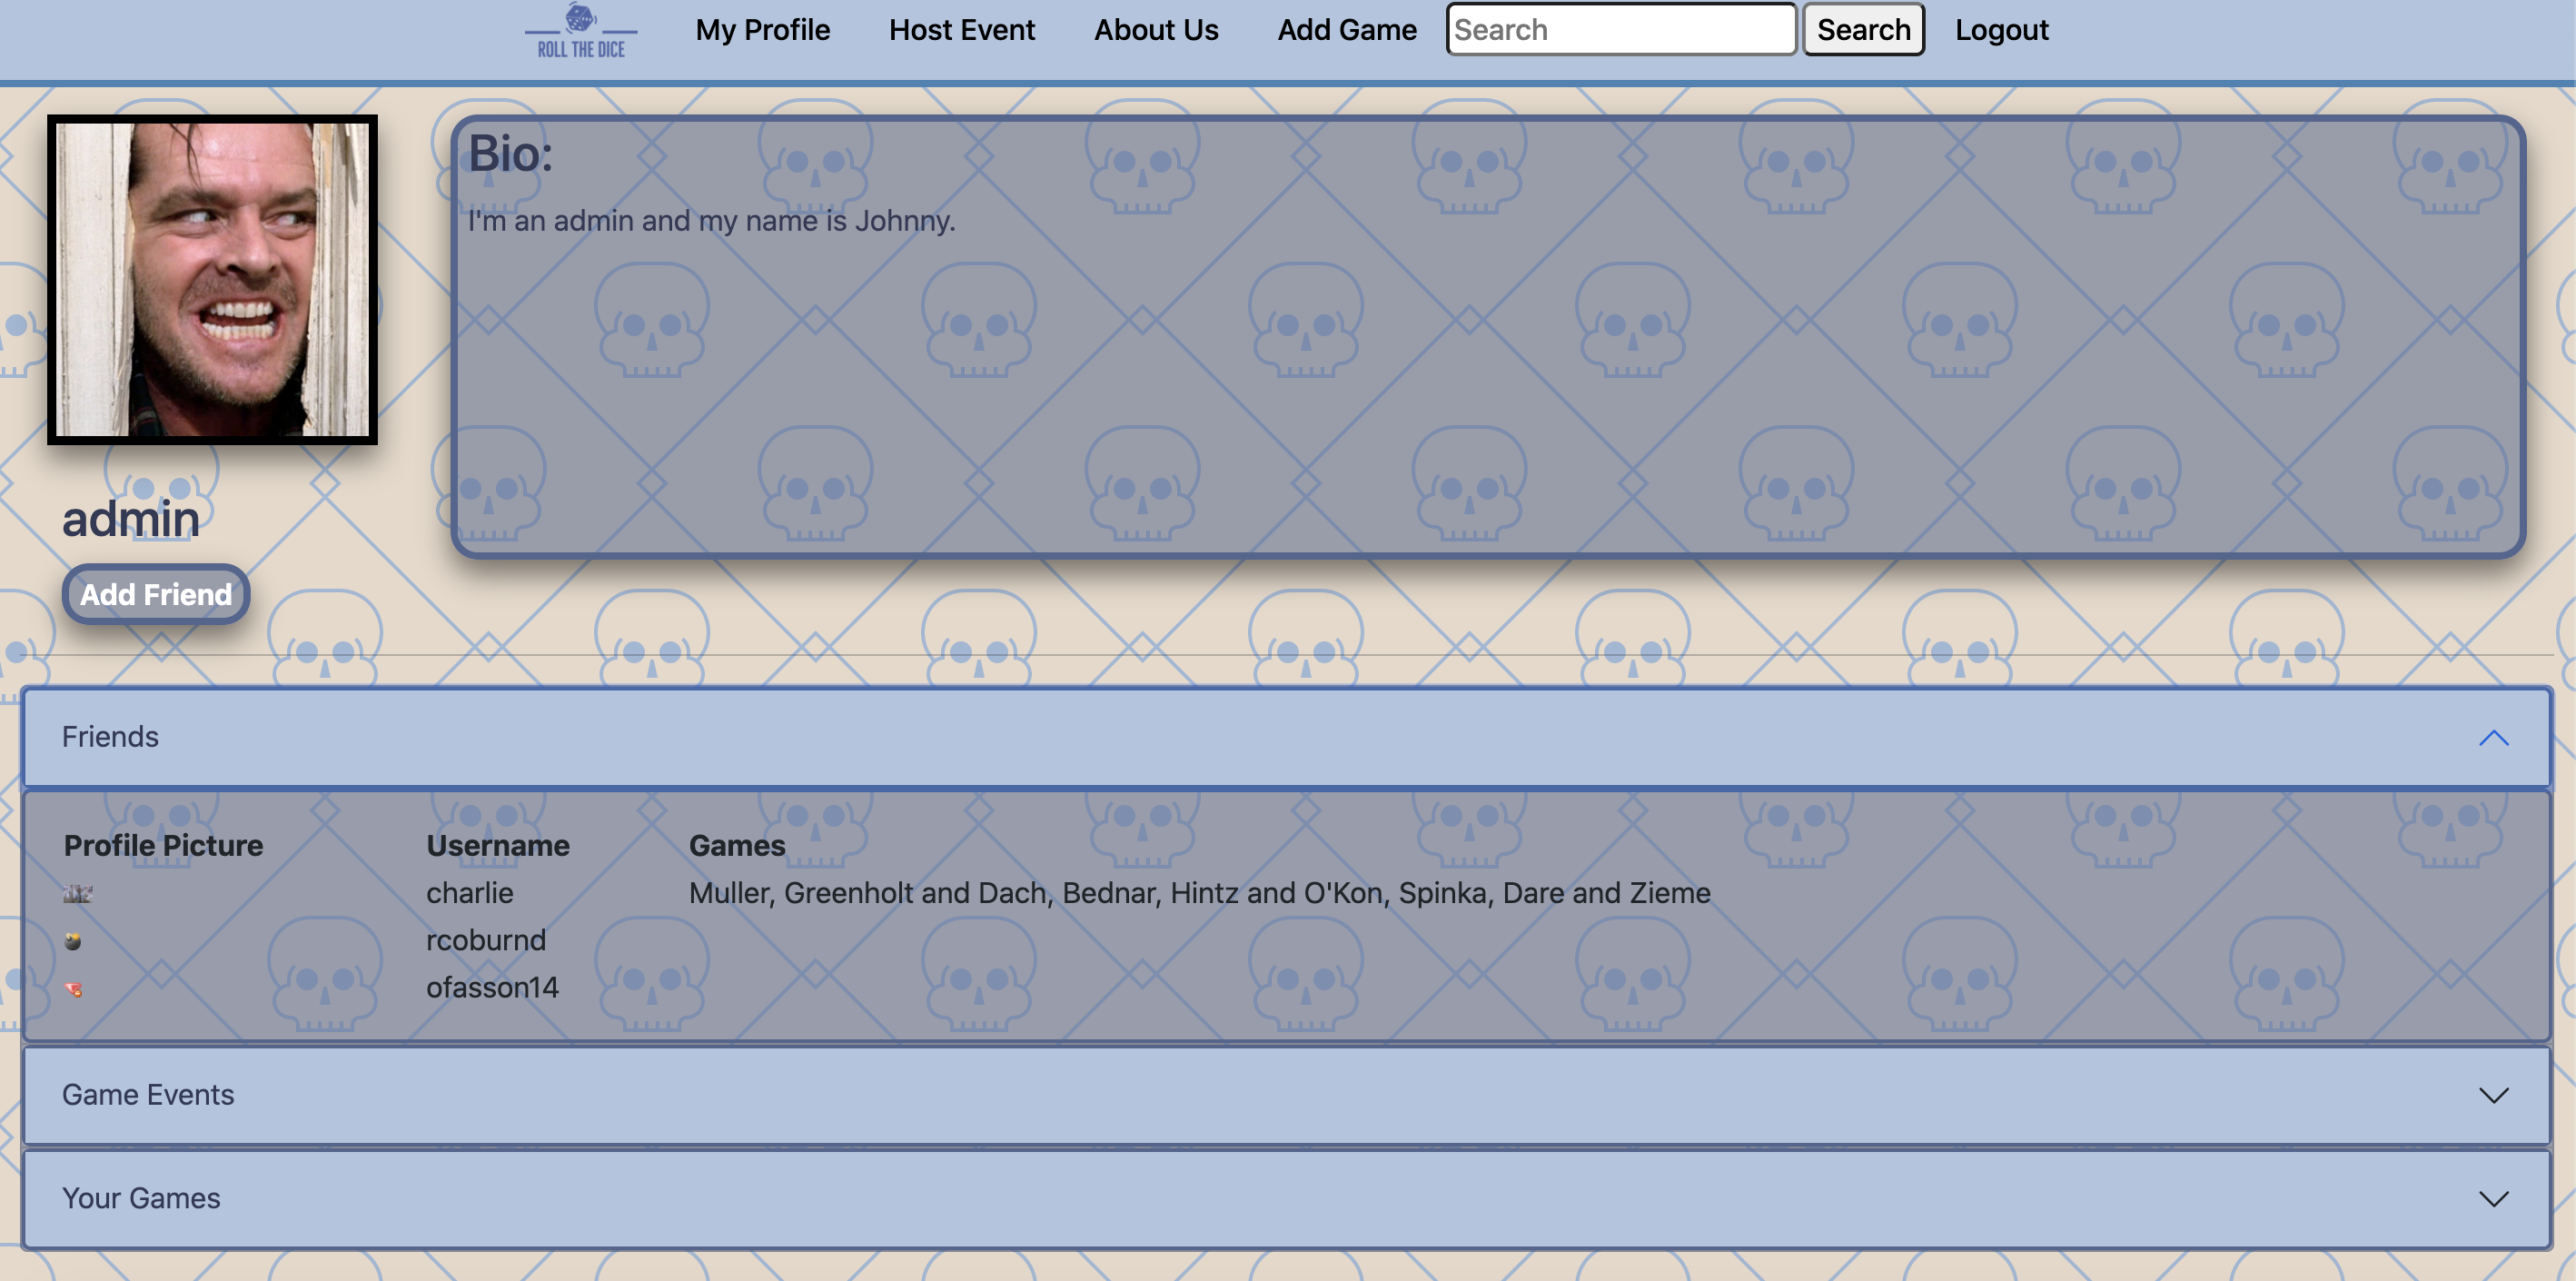 ROLL THE DICE
My Profile Host Event About Us Add Game Search Search Logout
Bio:
I'm an admin and my name is Johnny.
admin
Add Friend
Friends
Profile Picture Username Games
charlie Muller, Greenholt and Dach, Bednar, Hintz and O'Kon, Spinka, Dare and Zieme
rcoburnd
ofasson14
Game Events
Your Games